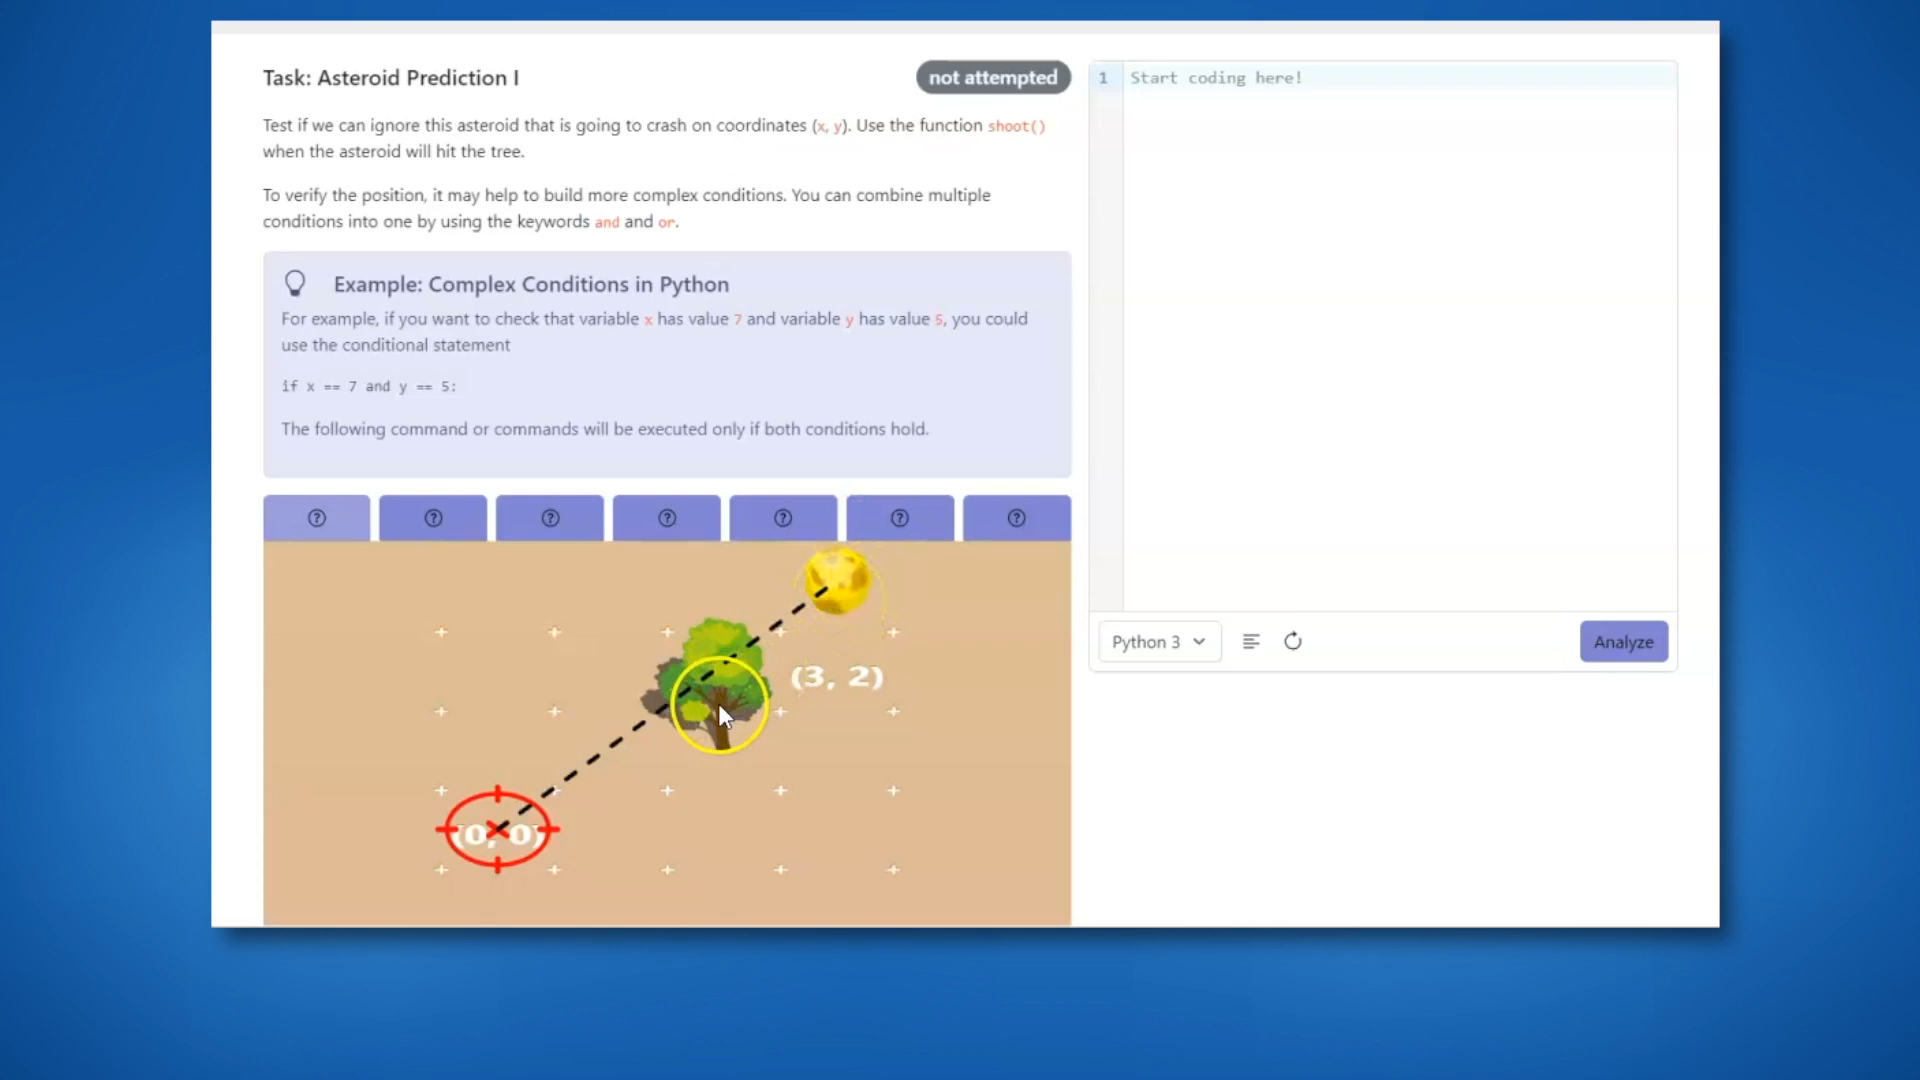 Task: Asteroid Prediction I
not attempted
Test if we can ignore this asteroid that is going to crash on coordinates (x, y). Use the function shoot()
when the asteroid will hit the tree.
To verify the position, it may help to build more complex conditions. You can combine multiple
conditions into one by using the keywords and and or.
Example: Complex Conditions in Python
For example, if you want to check that variable x has value 7 and variable y has value 5, you could
use the conditional statement
if x == 7 and y == 5:
The following command or commands will be executed only if both conditions hold.
(3, 2)
(0, 0)
1 Start coding here!
Python 3
Analyze